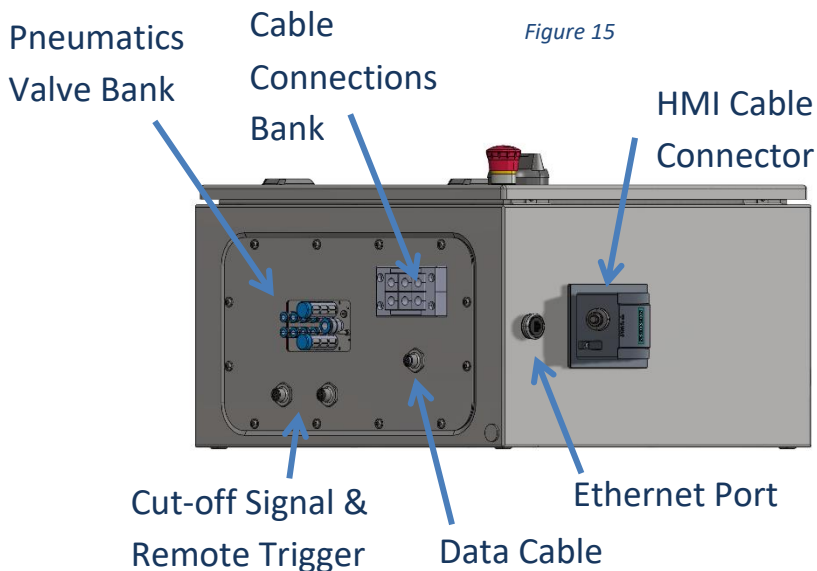 Pneumatics
Valve Bank
Cable
Connections
Bank
Figure 15
HMI Cable
Connector
Cut-off Signal &
Remote Trigger
Data Cable
Ethernet Port